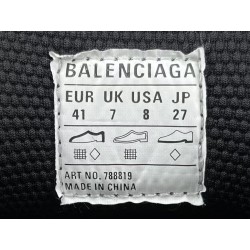 BALENCIAGA
EUR UK USA JP
41 7 8 27
ART NO. 788819
MADE IN CHINA